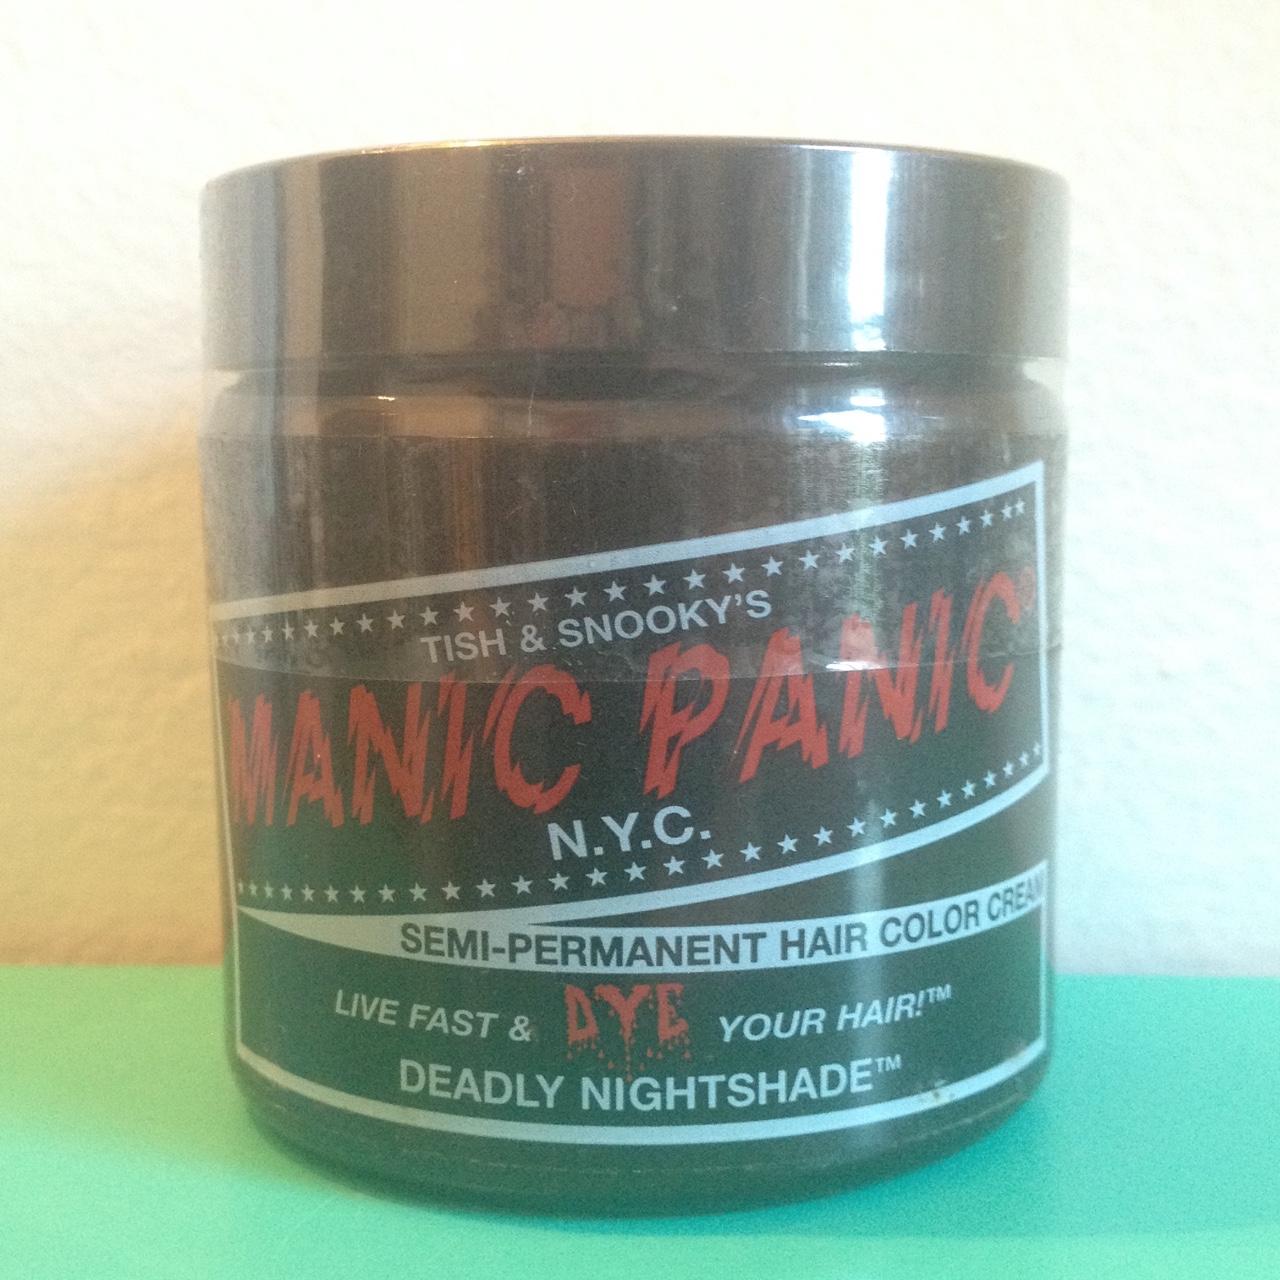 TISH & SNOOKY'S
MANIC PANIC®
N.Y.C.
SEMI-PERMANENT HAIR COLOR CREAM
LIVE FAST & DYE YOUR HAIR!™
DEADLY NIGHTSHADE™